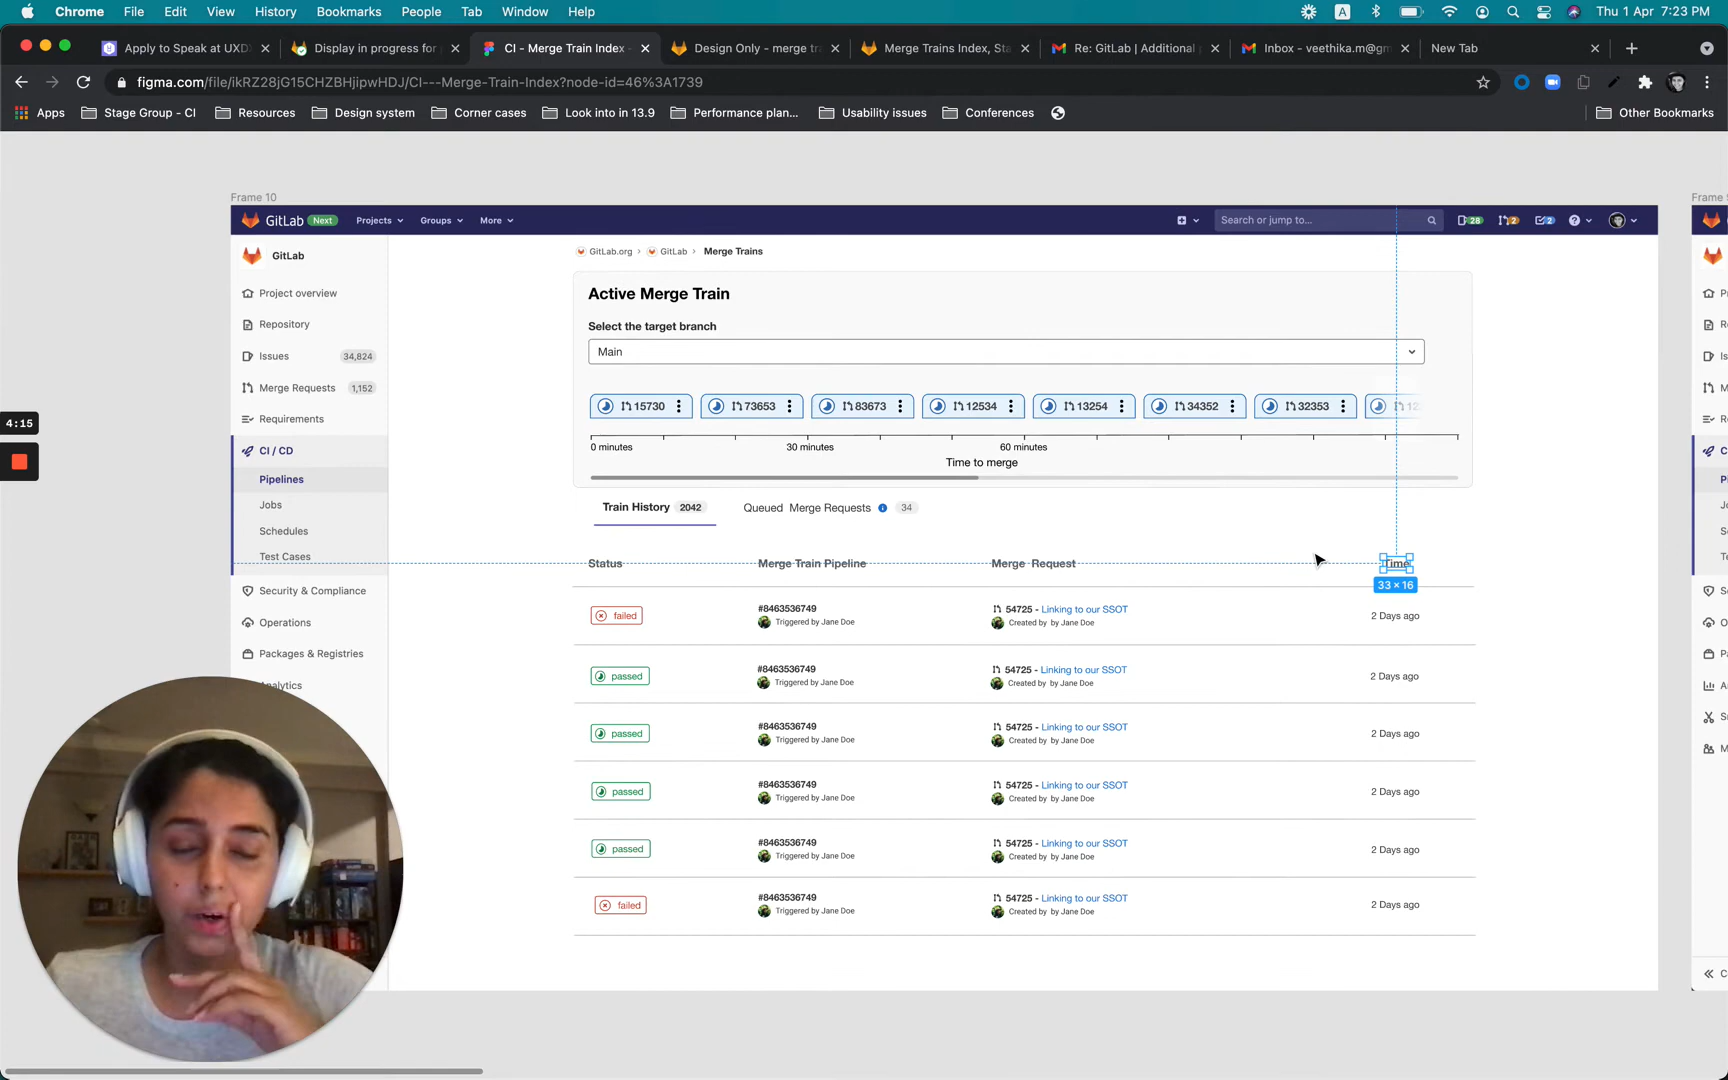 Chrome File Edit View History Bookmarks People Tab Window Help
A Thu 1 Apr 7:23 PM
Apply to Speak at UXD
Display in progress for
CI - Merge Train Index -
Design Only - merge tr
Merge Trains Index, Sta
Re: GitLab | Additional
Inbox - veethika.m@gm
New Tab
figma.com/file/ikRZ28jG15CHZBHjipwHDJ/CI---Merge-Train-Index?node-id=46%3A1739
Apps Stage Group - CI Resources Design system Corner cases Look into in 13.9 Performance plan... Usability issues Conferences Other Bookmarks
Frame 10
Frame
GitLab Next Projects Groups More Search or jump to... 28 2 2
GitLab
Project overview
Repository
Issues 34,824
Merge Requests 1,152
Requirements
CI / CD
Pipelines
Jobs
Schedules
Test Cases
Security & Compliance
Operations
Packages & Registries
Analytics
4:15
GitLab.org › GitLab › Merge Trains
Active Merge Train
Select the target branch
Main
15730 73653 83673 12534 13254 34352 32353 12
0 minutes 30 minutes 60 minutes
Time to merge
Train History 2042 Queued Merge Requests 34
Status Merge Train Pipeline Merge Request Time
33 × 16
failed #8463536749 54725 - Linking to our SSOT 2 Days ago
Triggered by Jane Doe Created by Jane Doe
passed #8463536749 54725 - Linking to our SSOT 2 Days ago
Triggered by Jane Doe Created by by Jane Doe
passed #8463536749 54725 - Linking to our SSOT 2 Days ago
Triggered by Jane Doe Created by by Jane Doe
passed #8463536749 54725 - Linking to our SSOT 2 Days ago
Triggered by Jane Doe Created by by Jane Doe
passed #8463536749 54725 - Linking to our SSOT 2 Days ago
Triggered by Jane Doe Created by by Jane Doe
failed #8463536749 54725 - Linking to our SSOT 2 Days ago
Triggered by Jane Doe Created by by Jane Doe